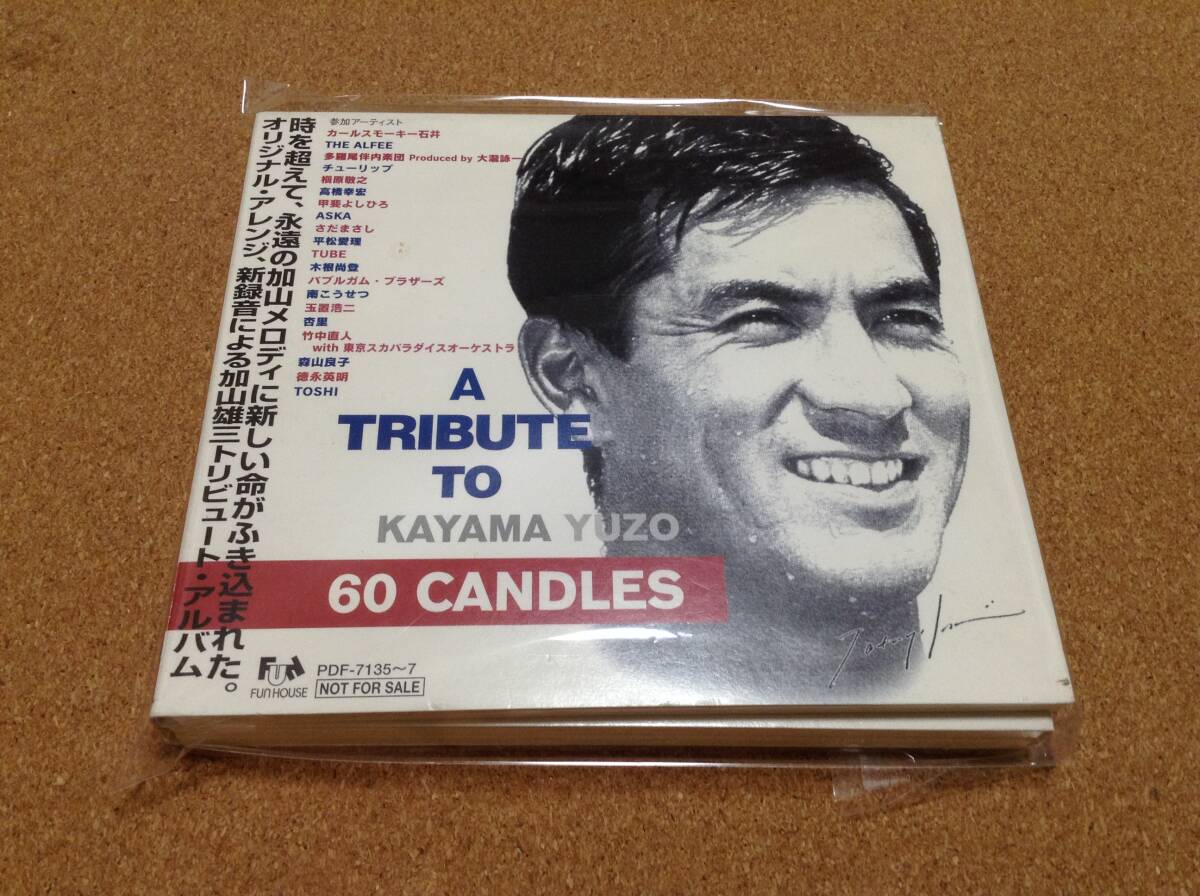 時を超えて、永遠の加山メロディに新しい命がふき込まれた。
オリジナル・アレンジ、新録音による加山雄三トリビュート・アルバム
参加アーティスト
カールスモーキー石井
THE ALFEE
多羅尾伴内楽団 Produced by 大瀧詠一
チューリップ
槇原敬之
高橋幸宏
甲斐よしひろ
ASKA
さだまさし
平松愛理
TUBE
木根尚登
バブルガム・ブラザーズ
南こうせつ
玉置浩二
杏里
竹中直人
with 東京スカパラダイスオーケストラ
森山良子
徳永英明
TOSHI
A
TRIBUTE
TO
KAYAMA YUZO
60 CANDLES
FUN
FUN HOUSE
PDF-7135〜7
NOT FOR SALE